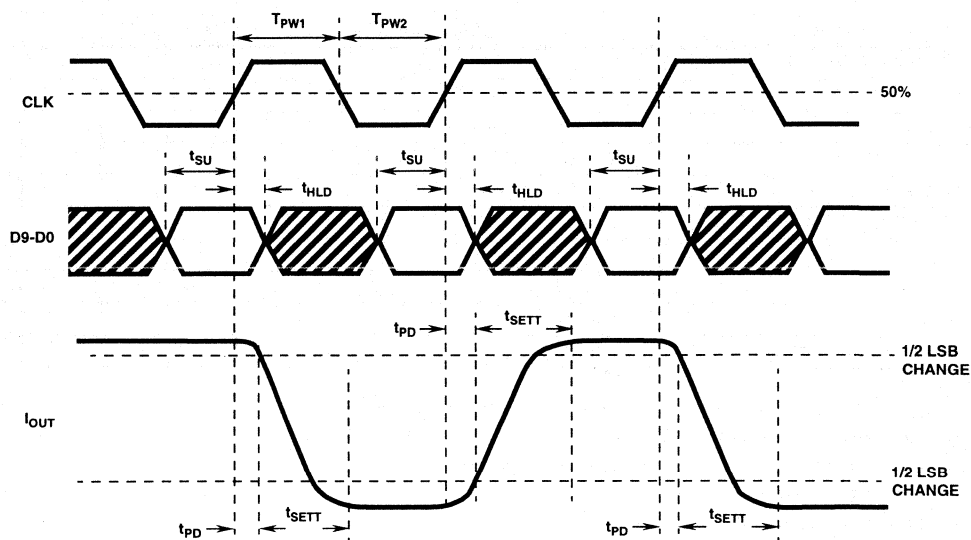 TPW1 TPW2
CLK
50%
tSU tSU tSU
tHLD tHLD tHLD
D9-D0
tPD tSETT
1/2 LSB
CHANGE
IOUT
1/2 LSB
CHANGE
tPD tSETT tPD tSETT